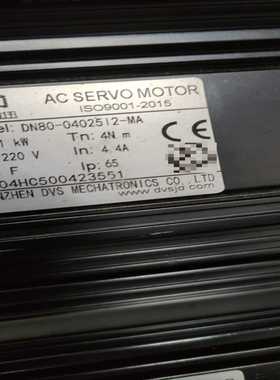 AC SERVO MOTOR
ISO9001-2015
el: DN80-0402512-MA
1 kW Tn: 4N m
220 V In: 4.4A
F Ip: 65
CE
04HC500423551
ZHEN DVS MECHATRONICS CO, LTD
www.dvsjd.com